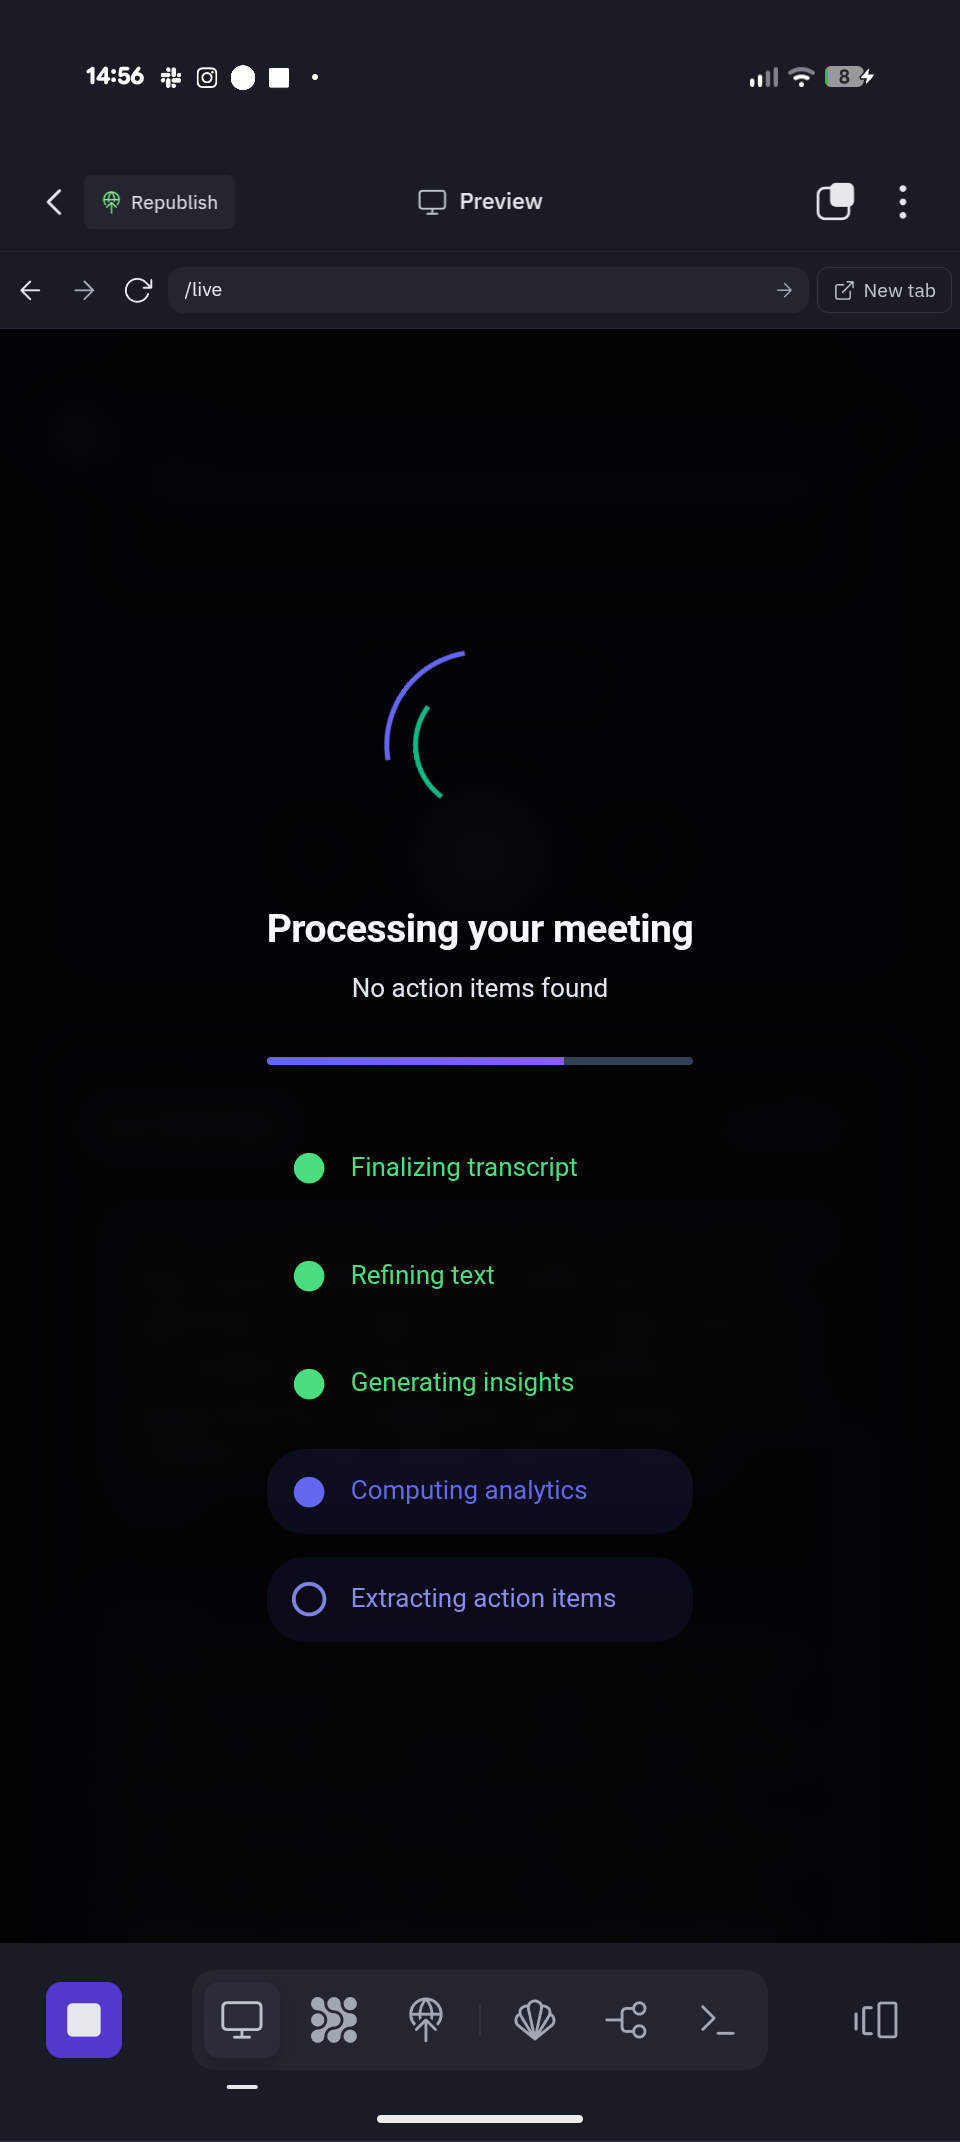 14:56
8
Republish
Preview
/live
New tab
Processing your meeting
No action items found
Finalizing transcript
Refining text
Generating insights
Computing analytics
Extracting action items